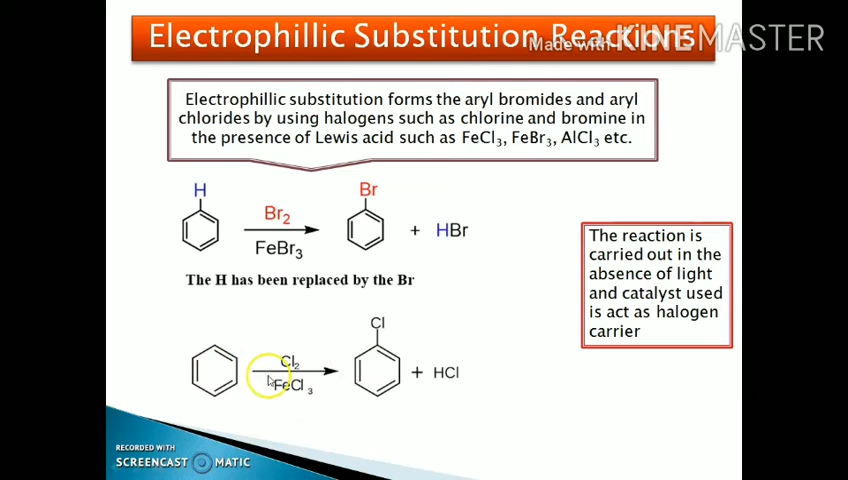 Electrophillic Substitution Reactions
Made with KINEMASTER
Electrophillic substitution forms the aryl bromides and aryl
chlorides by using halogens such as chlorine and bromine in
the presence of Lewis acid such as FeCl3, FeBr3, AlCl3 etc.
H
Br
Br2
FeBr3
+ HBr
The H has been replaced by the Br
The reaction is
carried out in the
absence of light
and catalyst used
is act as halogen
carrier
Cl
Cl2
FeCl3
+ HCl
RECORDED WITH
SCREENCAST MATIC